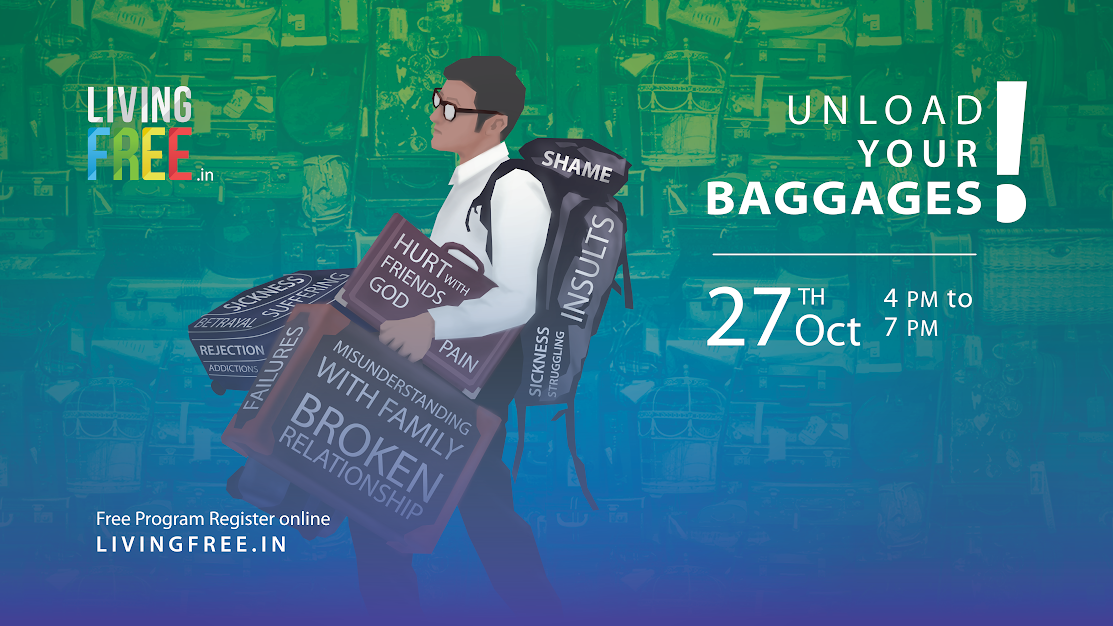 LIVING
FREE.in
UNLOAD
YOUR
BAGGAGES!
27TH Oct
4 PM to
7 PM
SHAME
INSULTS
SICKNESS
STRUGGLING
HURT WITH
FRIENDS
GOD
PAIN
SICKNESS
SUFFERING
BETRAYAL
REJECTION
ADDICTIONS
FAILURES
MISUNDERSTANDING
WITH FAMILY
BROKEN
RELATIONSHIP
Free Program Register online
LIVINGFREE.IN